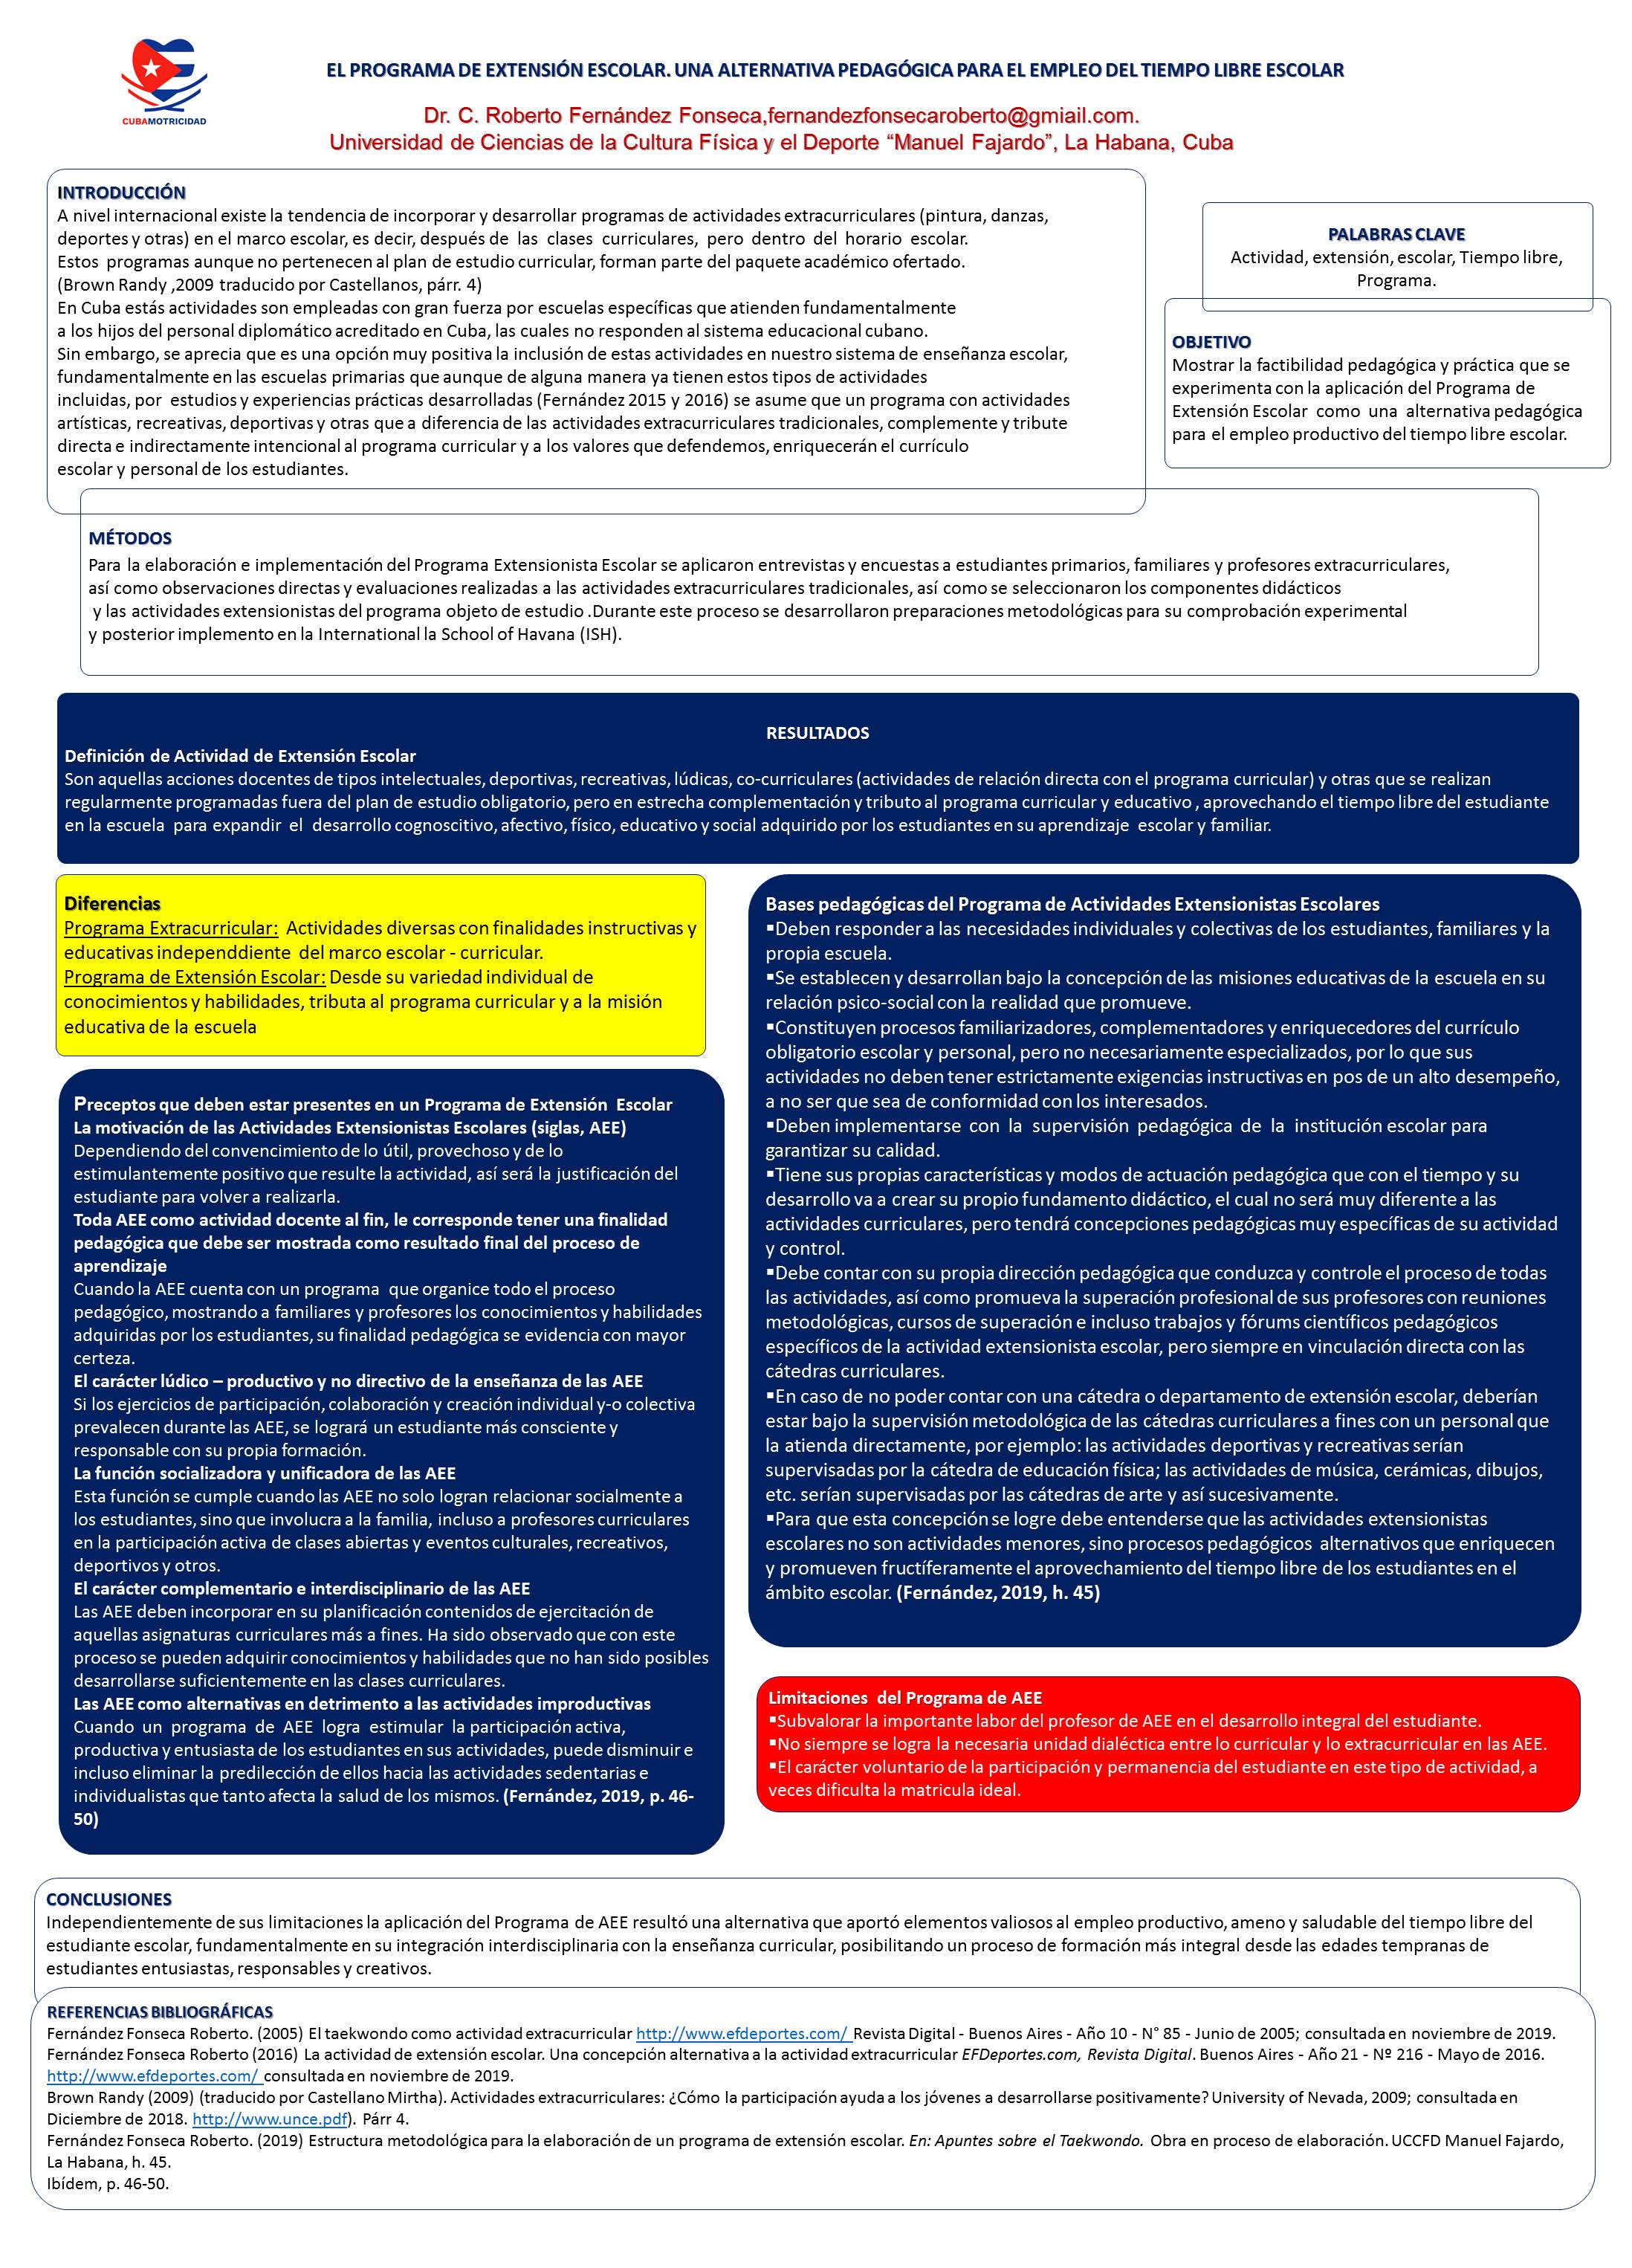 CUBAMOTRICIDAD
EL PROGRAMA DE EXTENSIÓN ESCOLAR. UNA ALTERNATIVA PEDAGÓGICA PARA EL EMPLEO DEL TIEMPO LIBRE ESCOLAR
Dr. C. Roberto Fernández Fonseca,fernandezfonsecaroberto@gmiail.com.
Universidad de Ciencias de la Cultura Física y el Deporte “Manuel Fajardo”, La Habana, Cuba
INTRODUCCIÓN
A nivel internacional existe la tendencia de incorporar y desarrollar programas de actividades extracurriculares (pintura, danzas,
deportes y otras) en el marco escolar, es decir, después de las clases curriculares, pero dentro del horario escolar.
Estos programas aunque no pertenecen al plan de estudio curricular, forman parte del paquete académico ofertado.
(Brown Randy ,2009 traducido por Castellanos, párr. 4)
En Cuba estás actividades son empleadas con gran fuerza por escuelas específicas que atienden fundamentalmente
a los hijos del personal diplomático acreditado en Cuba, las cuales no responden al sistema educacional cubano.
Sin embargo, se aprecia que es una opción muy positiva la inclusión de estas actividades en nuestro sistema de enseñanza escolar,
fundamentalmente en las escuelas primarias que aunque de alguna manera ya tienen estos tipos de actividades
incluidas, por estudios y experiencias prácticas desarrolladas (Fernández 2015 y 2016) se asume que un programa con actividades
artísticas, recreativas, deportivas y otras que a diferencia de las actividades extracurriculares tradicionales, complemente y tribute
directa e indirectamente intencional al programa curricular y a los valores que defendemos, enriquecerán el currículo
escolar y personal de los estudiantes.
PALABRAS CLAVE
Actividad, extensión, escolar, Tiempo libre,
Programa.
OBJETIVO
Mostrar la factibilidad pedagógica y práctica que se
experimenta con la aplicación del Programa de
Extensión Escolar como una alternativa pedagógica
para el empleo productivo del tiempo libre escolar.
MÉTODOS
Para la elaboración e implementación del Programa Extensionista Escolar se aplicaron entrevistas y encuestas a estudiantes primarios, familiares y profesores extracurriculares,
así como observaciones directas y evaluaciones realizadas a las actividades extracurriculares tradicionales, así como se seleccionaron los componentes didácticos
y las actividades extensionistas del programa objeto de estudio .Durante este proceso se desarrollaron preparaciones metodológicas para su comprobación experimental
y posterior implemento en la International la School of Havana (ISH).
RESULTADOS
Definición de Actividad de Extensión Escolar
Son aquellas acciones docentes de tipos intelectuales, deportivas, recreativas, lúdicas, co-curriculares (actividades de relación directa con el programa curricular) y otras que se realizan
regularmente programadas fuera del plan de estudio obligatorio, pero en estrecha complementación y tributo al programa curricular y educativo , aprovechando el tiempo libre del estudiante
en la escuela para expandir el desarrollo cognoscitivo, afectivo, físico, educativo y social adquirido por los estudiantes en su aprendizaje escolar y familiar.
Diferencias
Programa Extracurricular: Actividades diversas con finalidades instructivas y
educativas independdiente del marco escolar - curricular.
Programa de Extensión Escolar: Desde su variedad individual de
conocimientos y habilidades, tributa al programa curricular y a la misión
educativa de la escuela
Preceptos que deben estar presentes en un Programa de Extensión Escolar
La motivación de las Actividades Extensionistas Escolares (siglas, AEE)
Dependiendo del convencimiento de lo útil, provechoso y de lo
estimulantemente positivo que resulte la actividad, así será la justificación del
estudiante para volver a realizarla.
Toda AEE como actividad docente al fin, le corresponde tener una finalidad
pedagógica que debe ser mostrada como resultado final del proceso de
aprendizaje
Cuando la AEE cuenta con un programa que organice todo el proceso
pedagógico, mostrando a familiares y profesores los conocimientos y habilidades
adquiridas por los estudiantes, su finalidad pedagógica se evidencia con mayor
certeza.
El carácter lúdico – productivo y no directivo de la enseñanza de las AEE
Si los ejercicios de participación, colaboración y creación individual y-o colectiva
prevalecen durante las AEE, se logrará un estudiante más consciente y
responsable con su propia formación.
La función socializadora y unificadora de las AEE
Esta función se cumple cuando las AEE no solo logran relacionar socialmente a
los estudiantes, sino que involucra a la familia, incluso a profesores curriculares
en la participación activa de clases abiertas y eventos culturales, recreativos,
deportivos y otros.
El carácter complementario e interdisciplinario de las AEE
Las AEE deben incorporar en su planificación contenidos de ejercitación de
aquellas asignaturas curriculares más a fines. Ha sido observado que con este
proceso se pueden adquirir conocimientos y habilidades que no han sido posibles
desarrollarse suficientemente en las clases curriculares.
Las AEE como alternativas en detrimento a las actividades improductivas
Cuando un programa de AEE logra estimular la participación activa,
productiva y entusiasta de los estudiantes en sus actividades, puede disminuir e
incluso eliminar la predilección de ellos hacia las actividades sedentarias e
individualistas que tanto afecta la salud de los mismos. (Fernández, 2019, p. 46-
50)
Bases pedagógicas del Programa de Actividades Extensionistas Escolares
▪Deben responder a las necesidades individuales y colectivas de los estudiantes, familiares y la
propia escuela.
▪Se establecen y desarrollan bajo la concepción de las misiones educativas de la escuela en su
relación psico-social con la realidad que promueve.
▪Constituyen procesos familiarizadores, complementadores y enriquecedores del currículo
obligatorio escolar y personal, pero no necesariamente especializados, por lo que sus
actividades no deben tener estrictamente exigencias instructivas en pos de un alto desempeño,
a no ser que sea de conformidad con los interesados.
▪Deben implementarse con la supervisión pedagógica de la institución escolar para
garantizar su calidad.
▪Tiene sus propias características y modos de actuación pedagógica que con el tiempo y su
desarrollo va a crear su propio fundamento didáctico, el cual no será muy diferente a las
actividades curriculares, pero tendrá concepciones pedagógicas muy específicas de su actividad
y control.
▪Debe contar con su propia dirección pedagógica que conduzca y controle el proceso de todas
las actividades, así como promueva la superación profesional de sus profesores con reuniones
metodológicas, cursos de superación e incluso trabajos y fórums científicos pedagógicos
específicos de la actividad extensionista escolar, pero siempre en vinculación directa con las
cátedras curriculares.
▪En caso de no poder contar con una cátedra o departamento de extensión escolar, deberían
estar bajo la supervisión metodológica de las cátedras curriculares a fines con un personal que
la atienda directamente, por ejemplo: las actividades deportivas y recreativas serían
supervisadas por la cátedra de educación física; las actividades de música, cerámicas, dibujos,
etc. serían supervisadas por las cátedras de arte y así sucesivamente.
▪Para que esta concepción se logre debe entenderse que las actividades extensionistas
escolares no son actividades menores, sino procesos pedagógicos alternativos que enriquecen
y promueven fructíferamente el aprovechamiento del tiempo libre de los estudiantes en el
ámbito escolar. (Fernández, 2019, h. 45)
Limitaciones del Programa de AEE
▪Subvalorar la importante labor del profesor de AEE en el desarrollo integral del estudiante.
▪No siempre se logra la necesaria unidad dialéctica entre lo curricular y lo extracurricular en las AEE.
▪El carácter voluntario de la participación y permanencia del estudiante en este tipo de actividad, a
veces dificulta la matricula ideal.
CONCLUSIONES
Independientemente de sus limitaciones la aplicación del Programa de AEE resultó una alternativa que aportó elementos valiosos al empleo productivo, ameno y saludable del tiempo libre del
estudiante escolar, fundamentalmente en su integración interdisciplinaria con la enseñanza curricular, posibilitando un proceso de formación más integral desde las edades tempranas de
estudiantes entusiastas, responsables y creativos.
REFERENCIAS BIBLIOGRÁFICAS
Fernández Fonseca Roberto. (2005) El taekwondo como actividad extracurricular http://www.efdeportes.com/ Revista Digital - Buenos Aires - Año 10 - N° 85 - Junio de 2005; consultada en noviembre de 2019.
Fernández Fonseca Roberto (2016) La actividad de extensión escolar. Una concepción alternativa a la actividad extracurricular EFDeportes.com, Revista Digital. Buenos Aires - Año 21 - Nº 216 - Mayo de 2016.
http://www.efdeportes.com/ consultada en noviembre de 2019.
Brown Randy (2009) (traducido por Castellano Mirtha). Actividades extracurriculares: ¿Cómo la participación ayuda a los jóvenes a desarrollarse positivamente? University of Nevada, 2009; consultada en
Diciembre de 2018. http://www.unce.pdf). Párr 4.
Fernández Fonseca Roberto. (2019) Estructura metodológica para la elaboración de un programa de extensión escolar. En: Apuntes sobre el Taekwondo. Obra en proceso de elaboración. UCCFD Manuel Fajardo,
La Habana, h. 45.
Ibídem, p. 46-50.